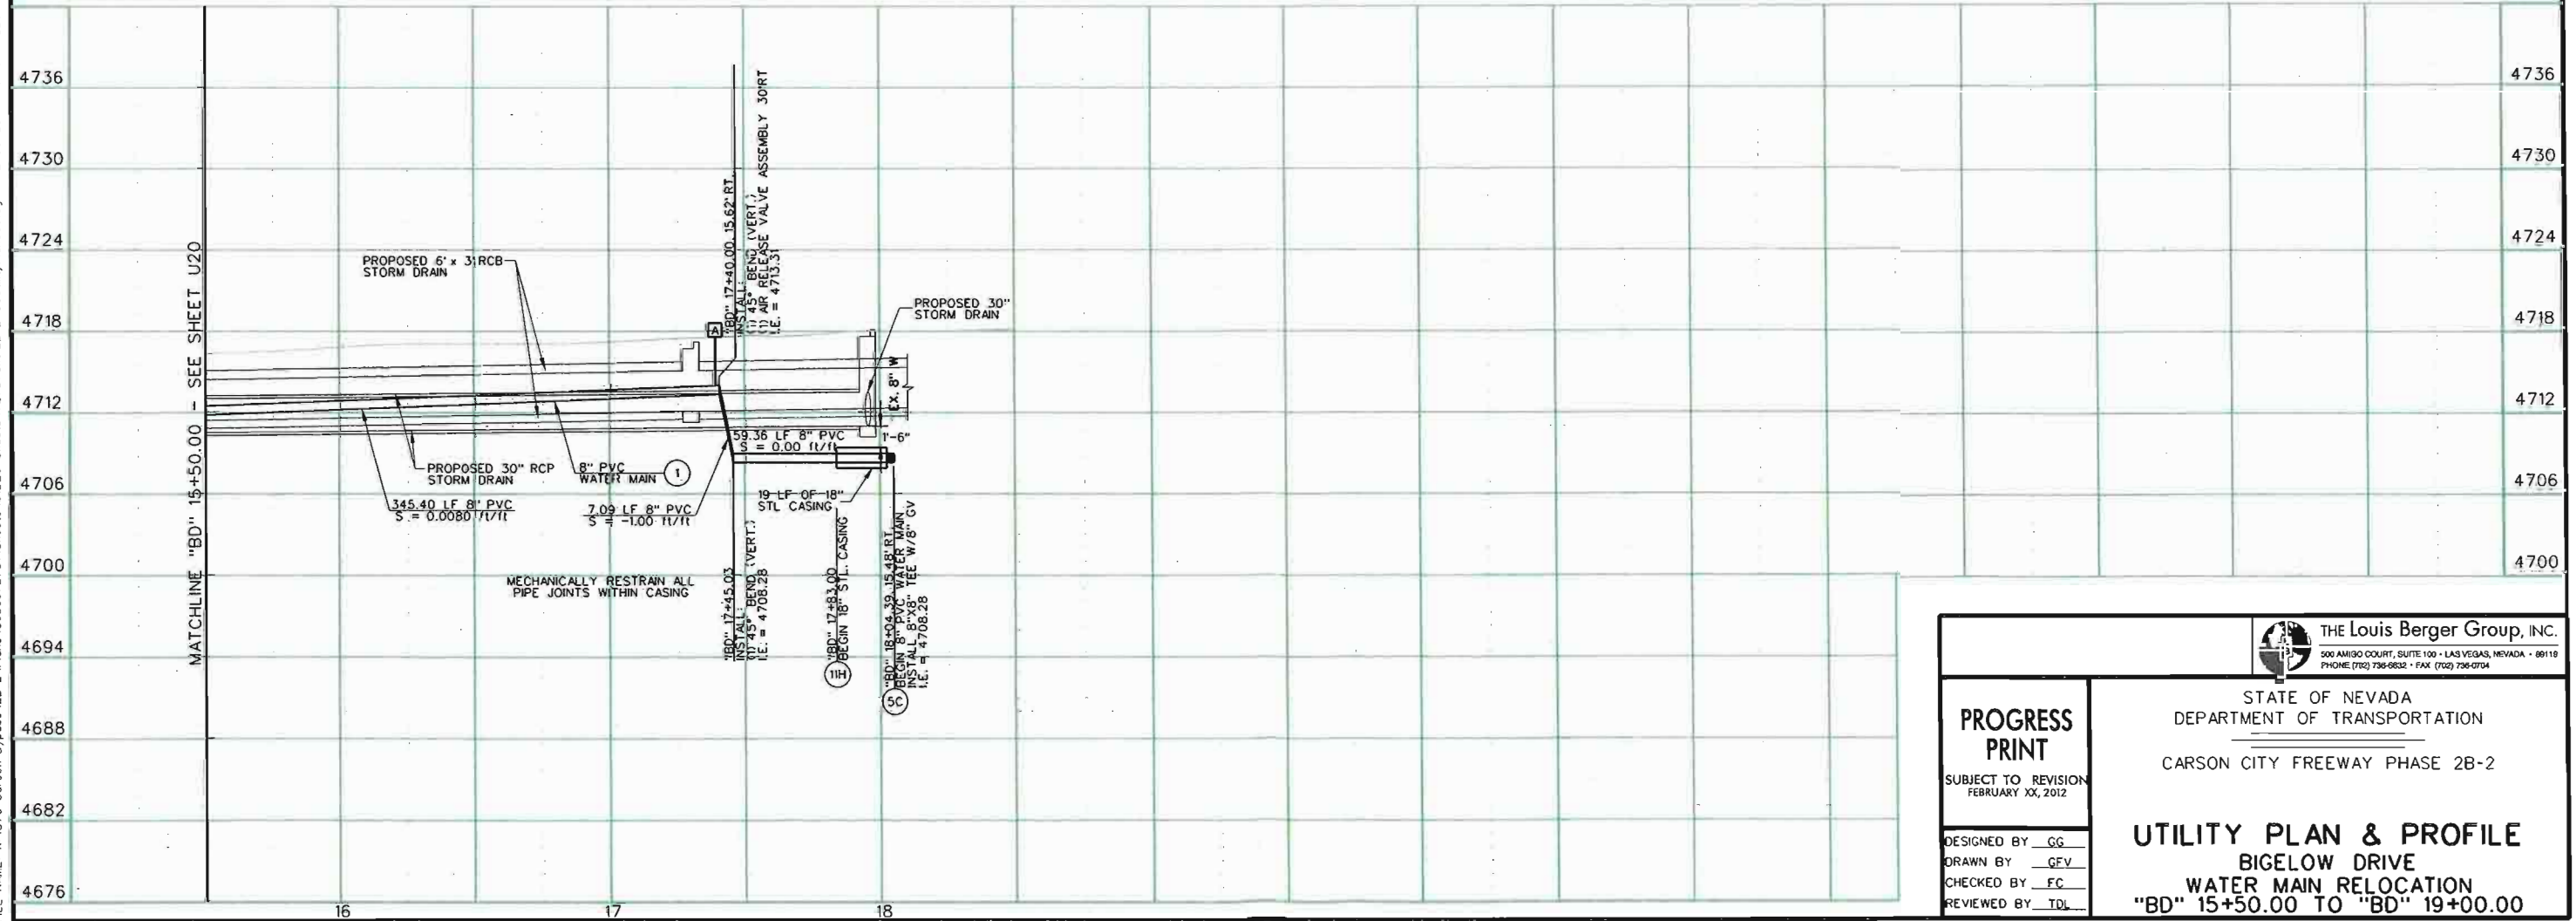 4736
4730
4724
4718
4712
4706
4700
4694
4688
4682
4676
MATCHLINE "BD" 15+50.00 - SEE SHEET U20
PROPOSED 6' x 3' RCB
STORM DRAIN
"BD" 17+40.00, 15.62' RT.
INSTALL:
(1) 45° BEND (VERT.)
(1) AIR RELEASE VALVE ASSEMBLY 30'RT
I.E. = 4713.31
A
PROPOSED 30"
STORM DRAIN
EX. 8" W
1'-6"
59.36 LF 8" PVC
S = 0.00 ft/ft
PROPOSED 30" RCP
STORM DRAIN
8" PVC
WATER MAIN
1
345.40 LF 8" PVC
S = 0.0080 ft/ft
7.09 LF 8" PVC
S = -1.00 ft/ft
19 LF OF 18"
STL CASING
MECHANICALLY RESTRAIN ALL
PIPE JOINTS WITHIN CASING
"BD" 17+45.03
INSTALL:
(1) 45° BEND (VERT.)
I.E. = 4708.28
"BD" 17+83.00
BEGIN 18" STL. CASING
11H
"BD" 18+04.39, 15.48' RT.
BEGIN 8" PVC WATER MAIN
INSTALL 8"X8" TEE W/8" GV
I.E. = 4708.28
5C
16
17
18
4736
4730
4724
4718
4712
4706
4700
THE Louis Berger Group, INC.
500 AMIGO COURT, SUITE 100 • LAS VEGAS, NEVADA • 89119
PHONE (702) 736-6632 • FAX (702) 736-0704
PROGRESS
PRINT
SUBJECT TO REVISION
FEBRUARY XX, 2012
DESIGNED BY GG
DRAWN BY GFV
CHECKED BY FC
REVIEWED BY TDL
STATE OF NEVADA
DEPARTMENT OF TRANSPORTATION
CARSON CITY FREEWAY PHASE 2B-2
UTILITY PLAN & PROFILE
BIGELOW DRIVE
WATER MAIN RELOCATION
"BD" 15+50.00 TO "BD" 19+00.00